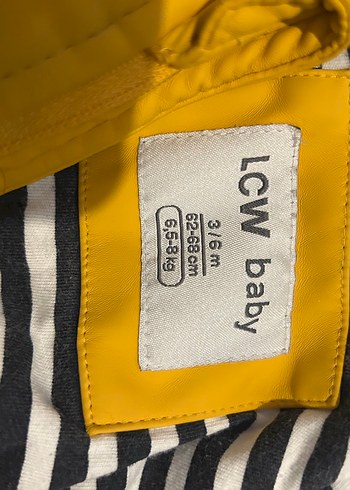 LCW baby
3/6 m
62-68 cm
6,5-8 kg